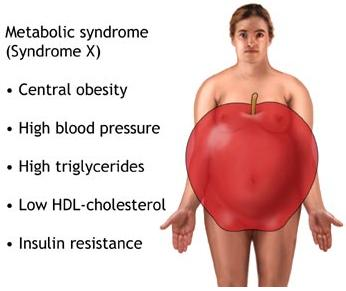 Metabolic syndrome
(Syndrome X)
• Central obesity
• High blood pressure
• High triglycerides
• Low HDL-cholesterol
• Insulin resistance